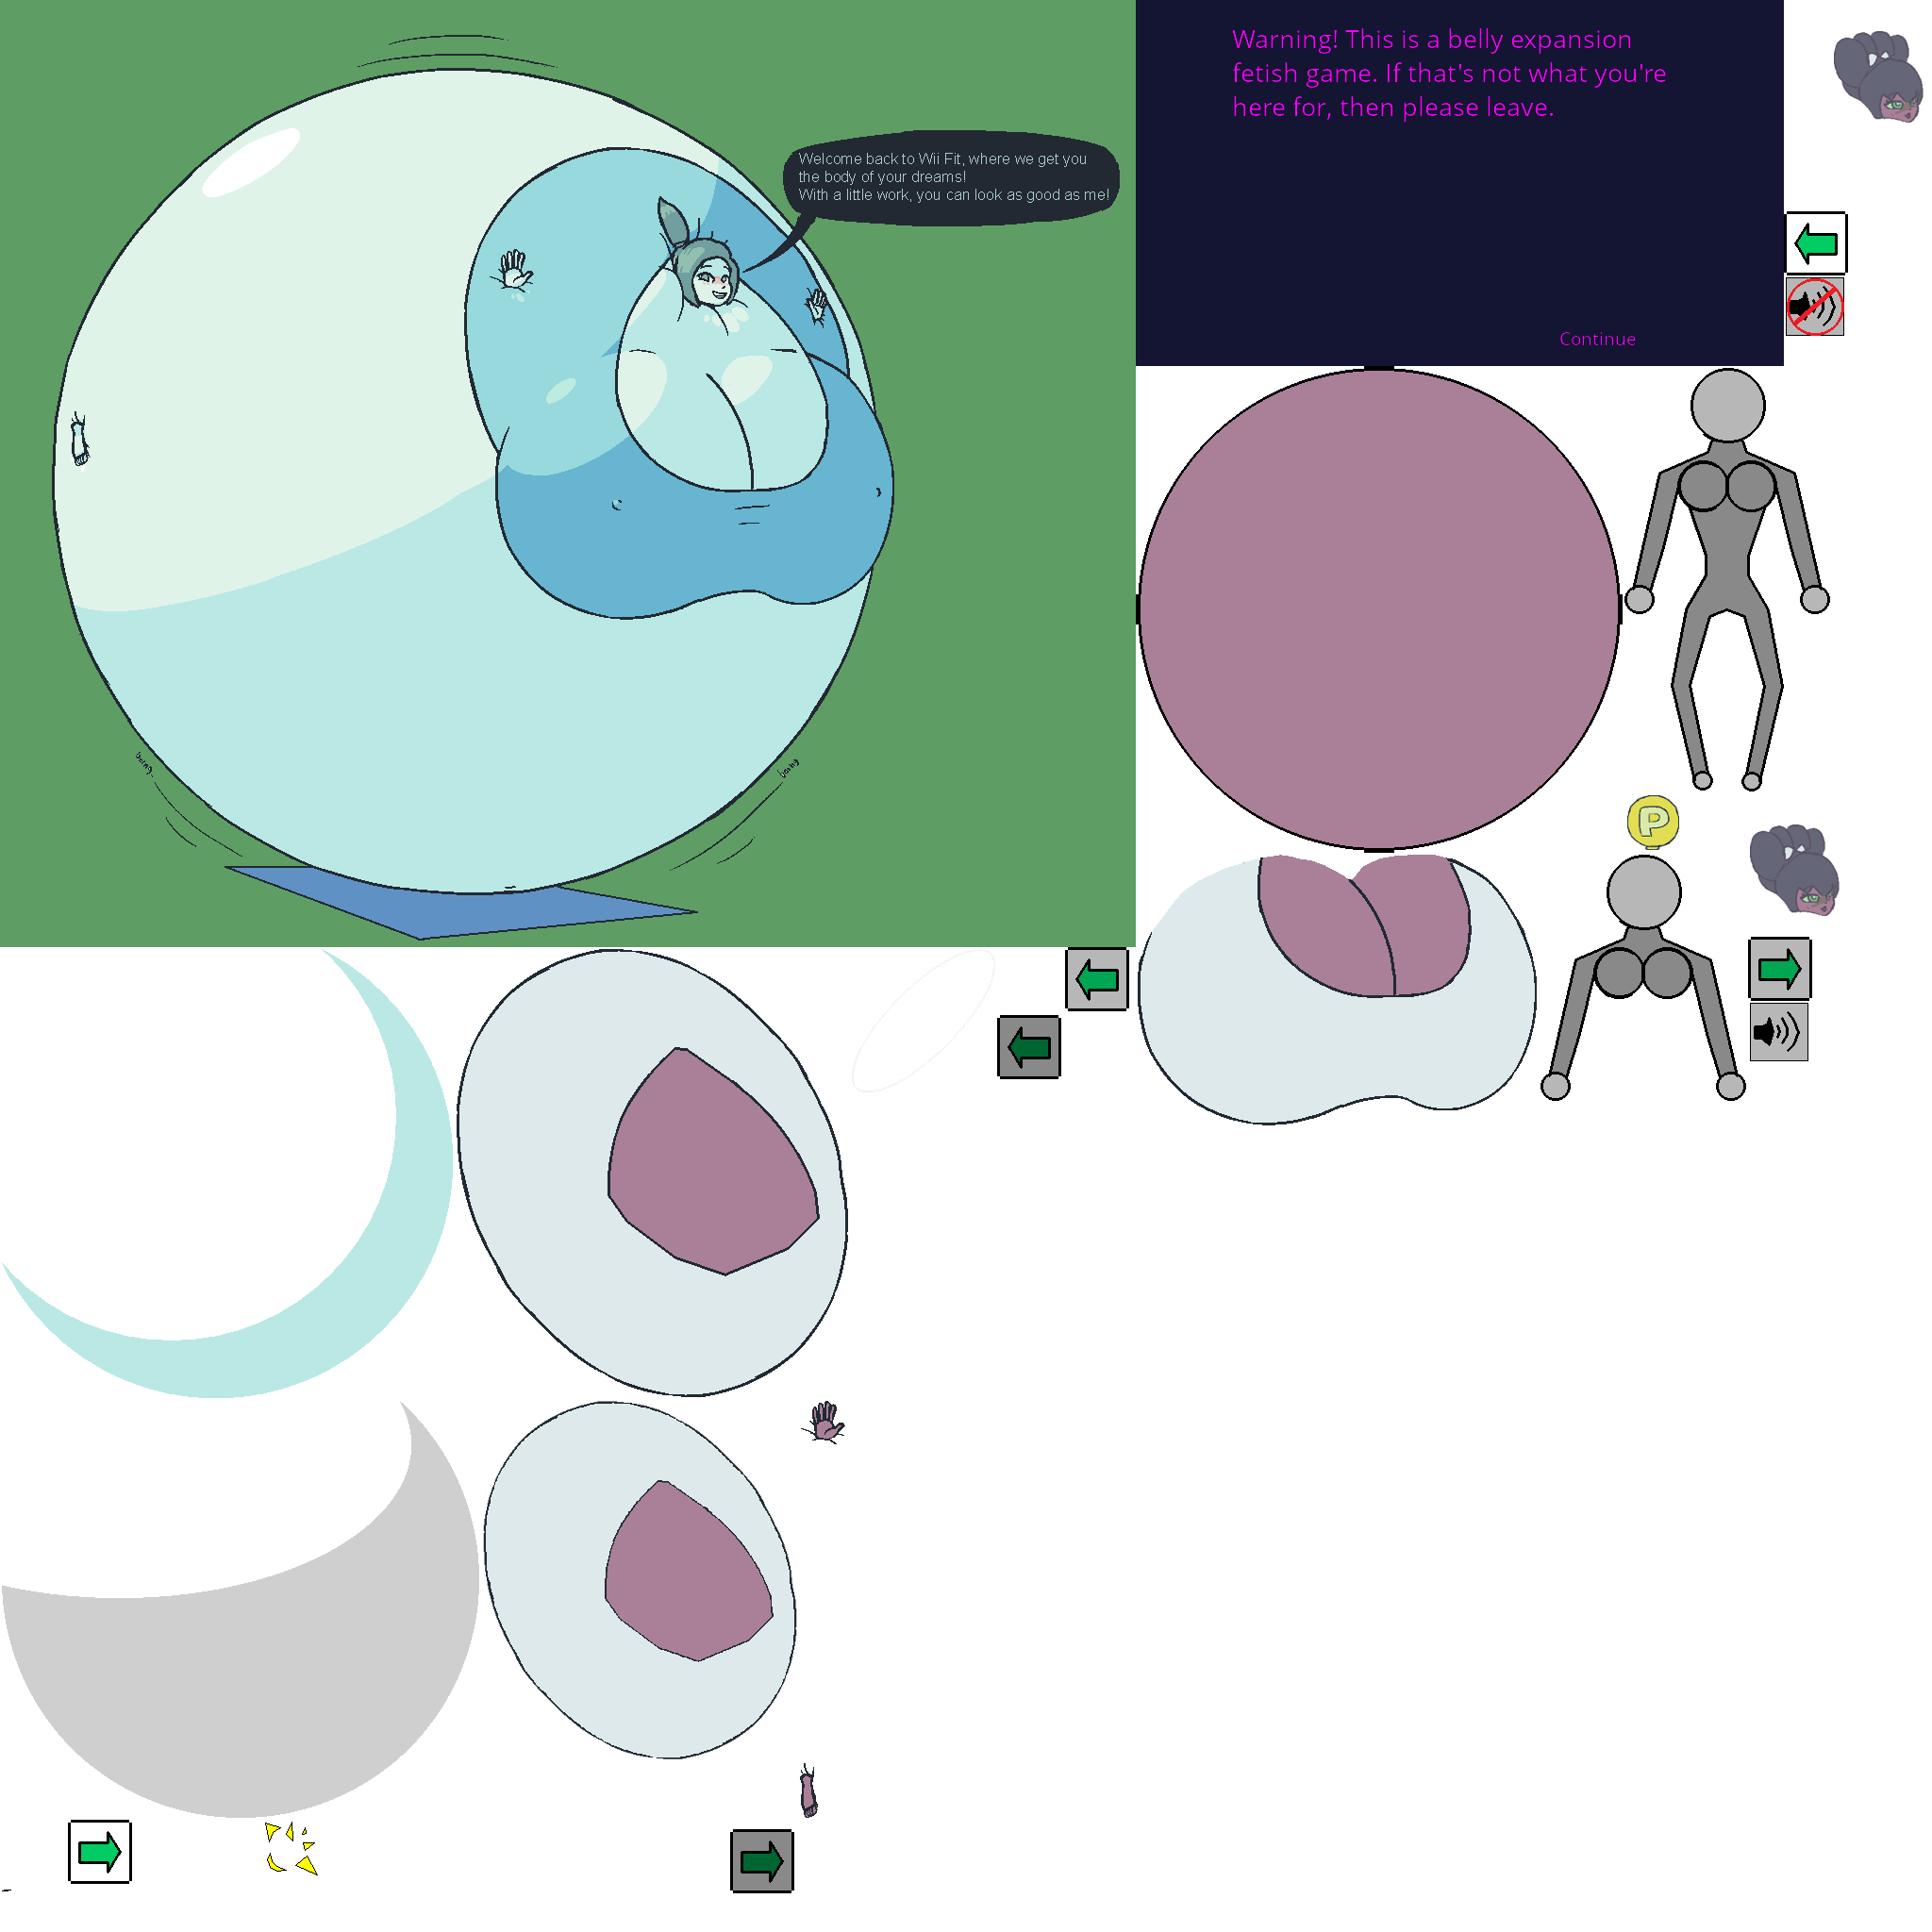 Welcome back to Wii Fit, where we get you
the body of your dreams!
With a little work, you can look as good as me!
Warning! This is a belly expansion
fetish game. If that's not what you're
here for, then please leave.
Continue
boing
boing
P